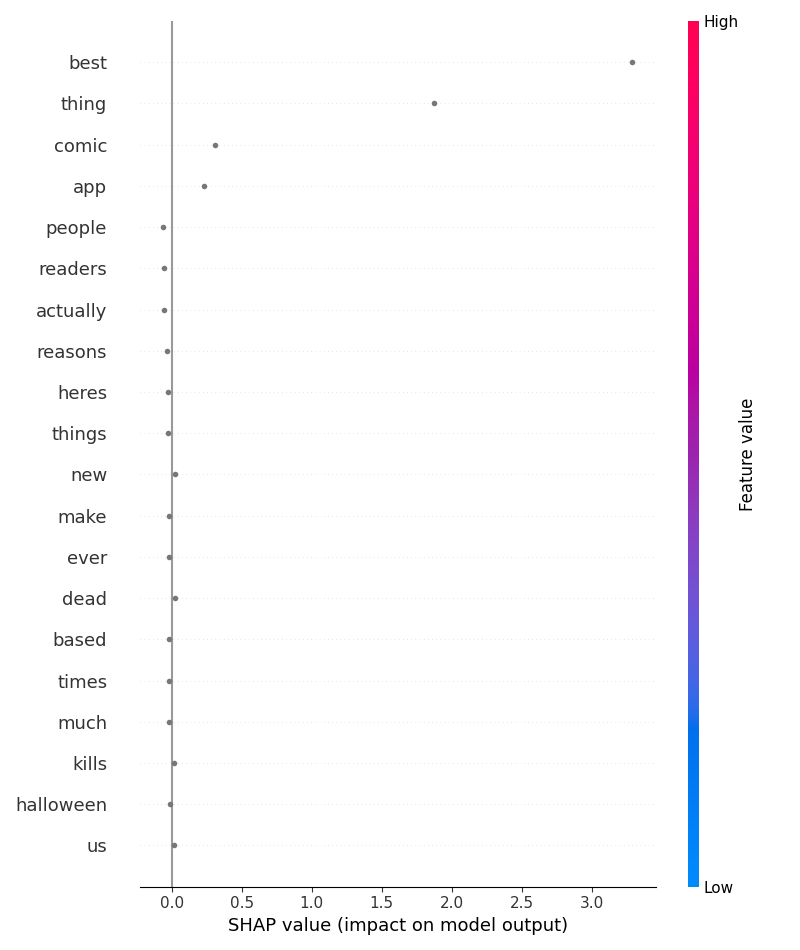 High
best
thing
comic
app
people
readers
actually
reasons
heres
things
new
make
ever
dead
based
times
much
kills
halloween
us
Feature value
Low
0.0 0.5 1.0 1.5 2.0 2.5 3.0
SHAP value (impact on model output)